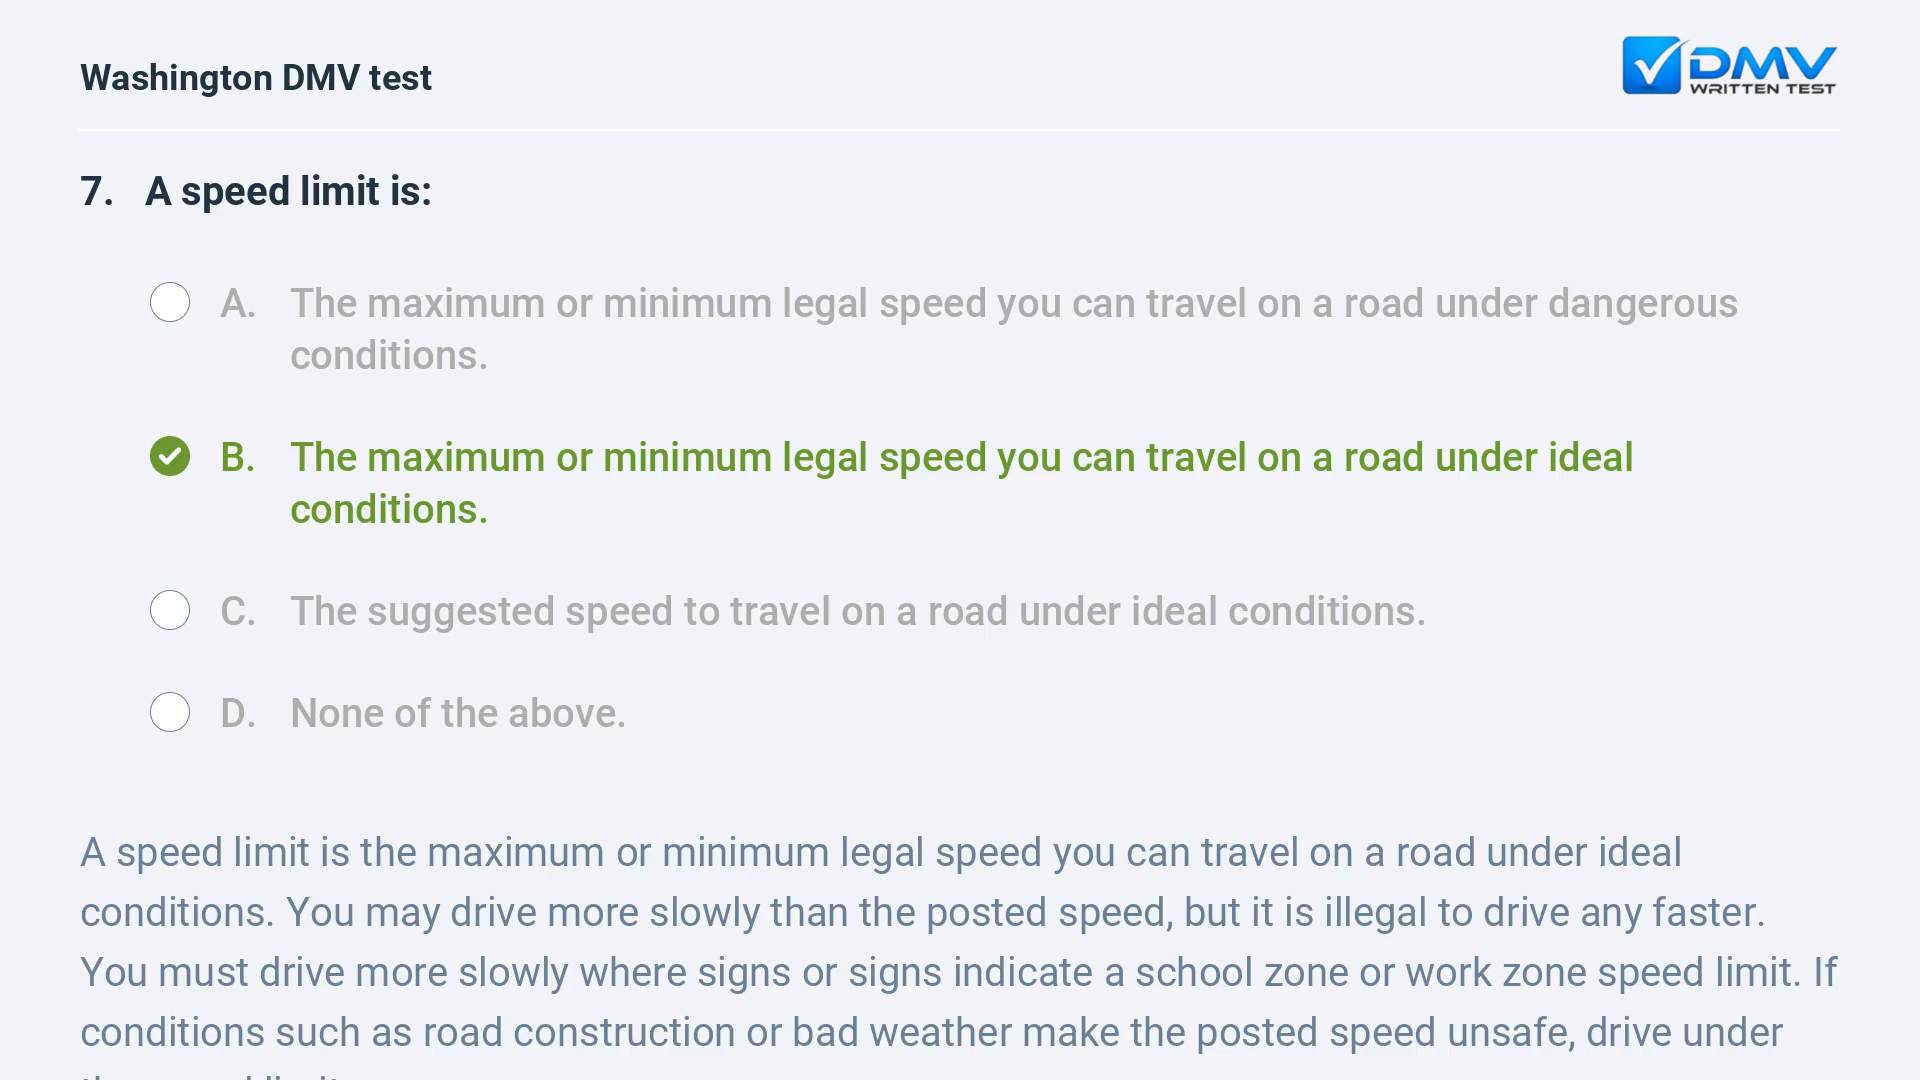 Washington DMV test
DMV
WRITTEN TEST
7. A speed limit is:
A. The maximum or minimum legal speed you can travel on a road under dangerous
conditions.
B. The maximum or minimum legal speed you can travel on a road under ideal
conditions.
C. The suggested speed to travel on a road under ideal conditions.
D. None of the above.
A speed limit is the maximum or minimum legal speed you can travel on a road under ideal
conditions. You may drive more slowly than the posted speed, but it is illegal to drive any faster.
You must drive more slowly where signs or signs indicate a school zone or work zone speed limit. If
conditions such as road construction or bad weather make the posted speed unsafe, drive under